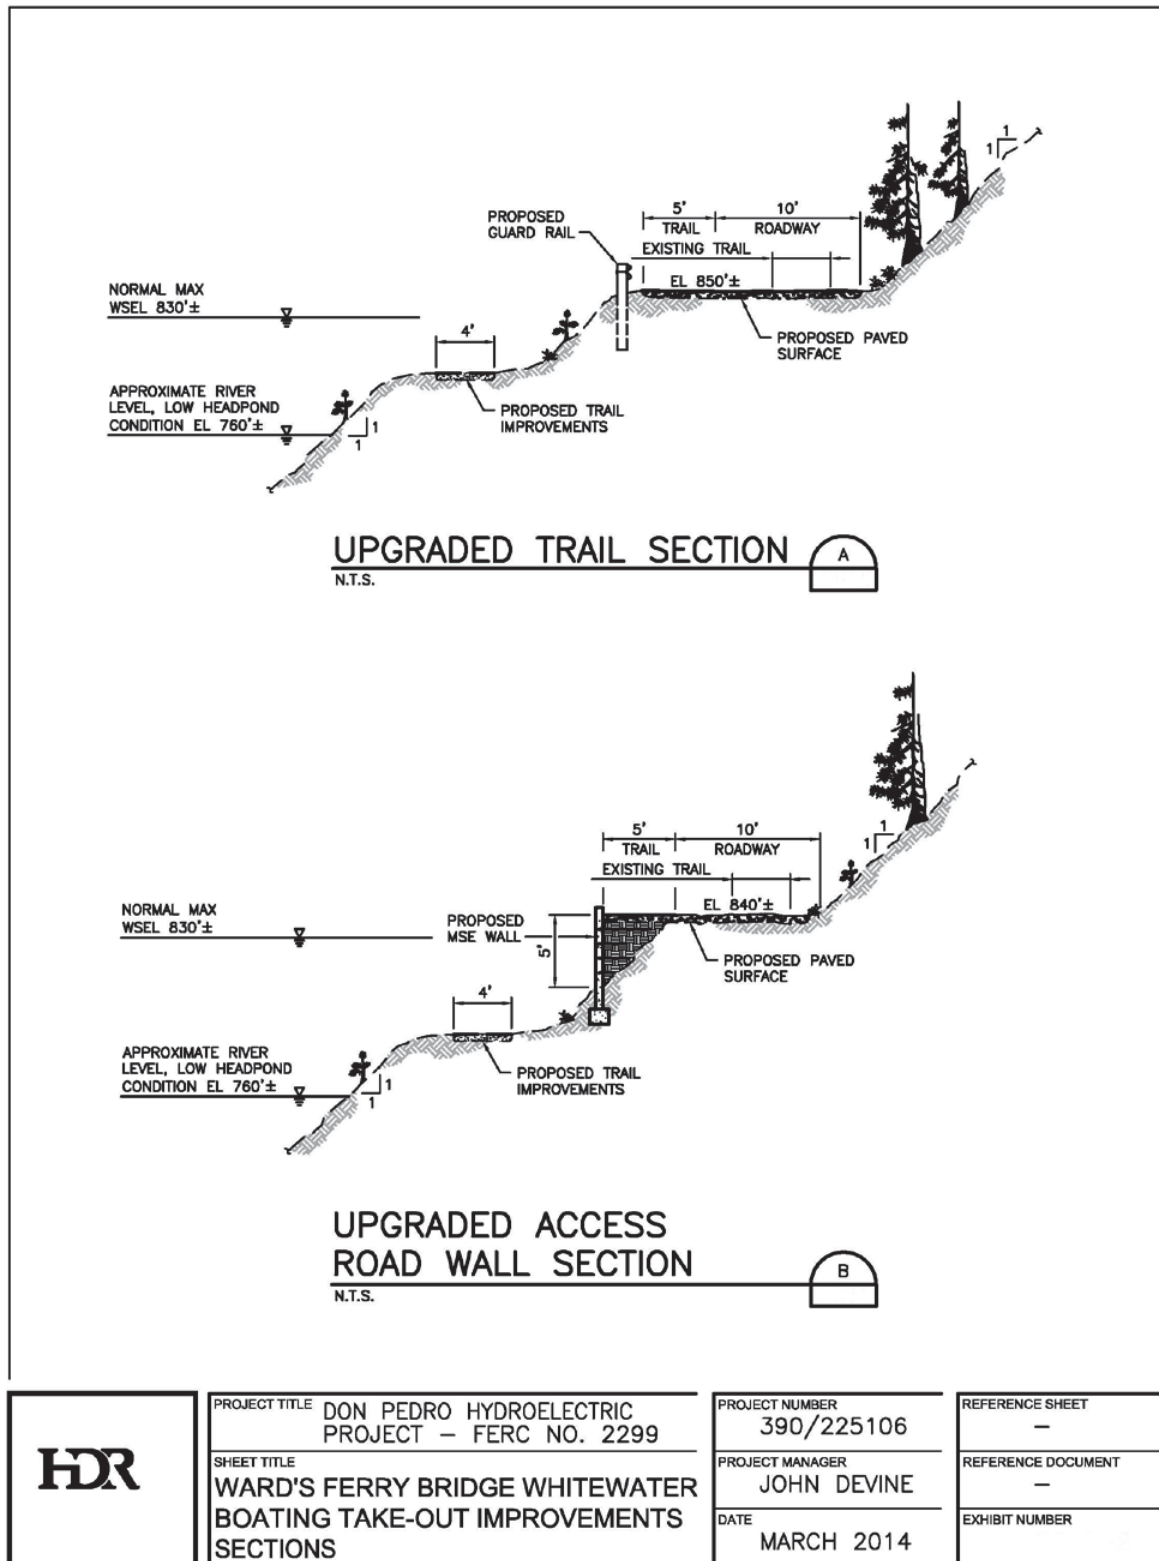 PROPOSED
GUARD RAIL
5'
TRAIL
10'
ROADWAY
EXISTING TRAIL
EL 850'±
1
1
NORMAL MAX
WSEL 830'±
4'
PROPOSED PAVED
SURFACE
APPROXIMATE RIVER
LEVEL, LOW HEADPOND
CONDITION EL 760'±
PROPOSED TRAIL
IMPROVEMENTS
1
1
UPGRADED TRAIL SECTION
A
N.T.S.
5'
TRAIL
10'
ROADWAY
1
1
EXISTING TRAIL
EL 840'±
NORMAL MAX
WSEL 830'±
PROPOSED
MSE WALL
5'
PROPOSED PAVED
SURFACE
4'
APPROXIMATE RIVER
LEVEL, LOW HEADPOND
CONDITION EL 760'±
PROPOSED TRAIL
IMPROVEMENTS
1
1
UPGRADED ACCESS
ROAD WALL SECTION
B
N.T.S.
HDR
PROJECT TITLE
DON PEDRO HYDROELECTRIC
PROJECT – FERC NO. 2299
SHEET TITLE
WARD'S FERRY BRIDGE WHITEWATER
BOATING TAKE-OUT IMPROVEMENTS
SECTIONS
PROJECT NUMBER
390/225106
PROJECT MANAGER
JOHN DEVINE
DATE
MARCH 2014
REFERENCE SHEET
–
REFERENCE DOCUMENT
–
EXHIBIT NUMBER